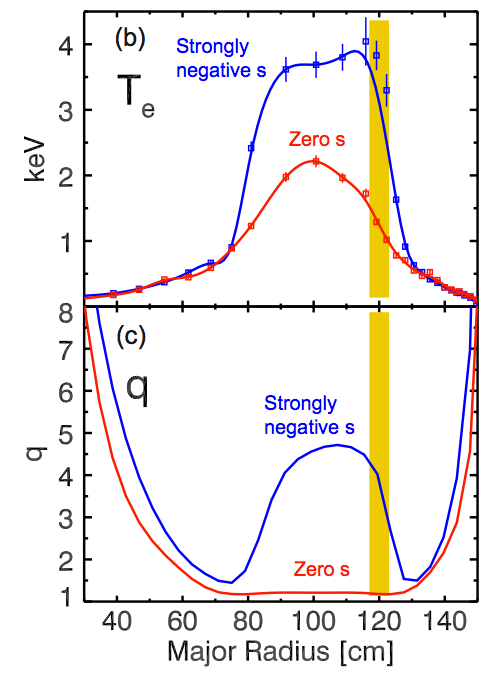 (b)
Strongly
negative s
Te
Zero s
keV
4
3
2
1
(c)
q
Strongly
negative s
Zero s
q
8
7
6
5
4
3
2
1
40 60 80 100 120 140
Major Radius [cm]